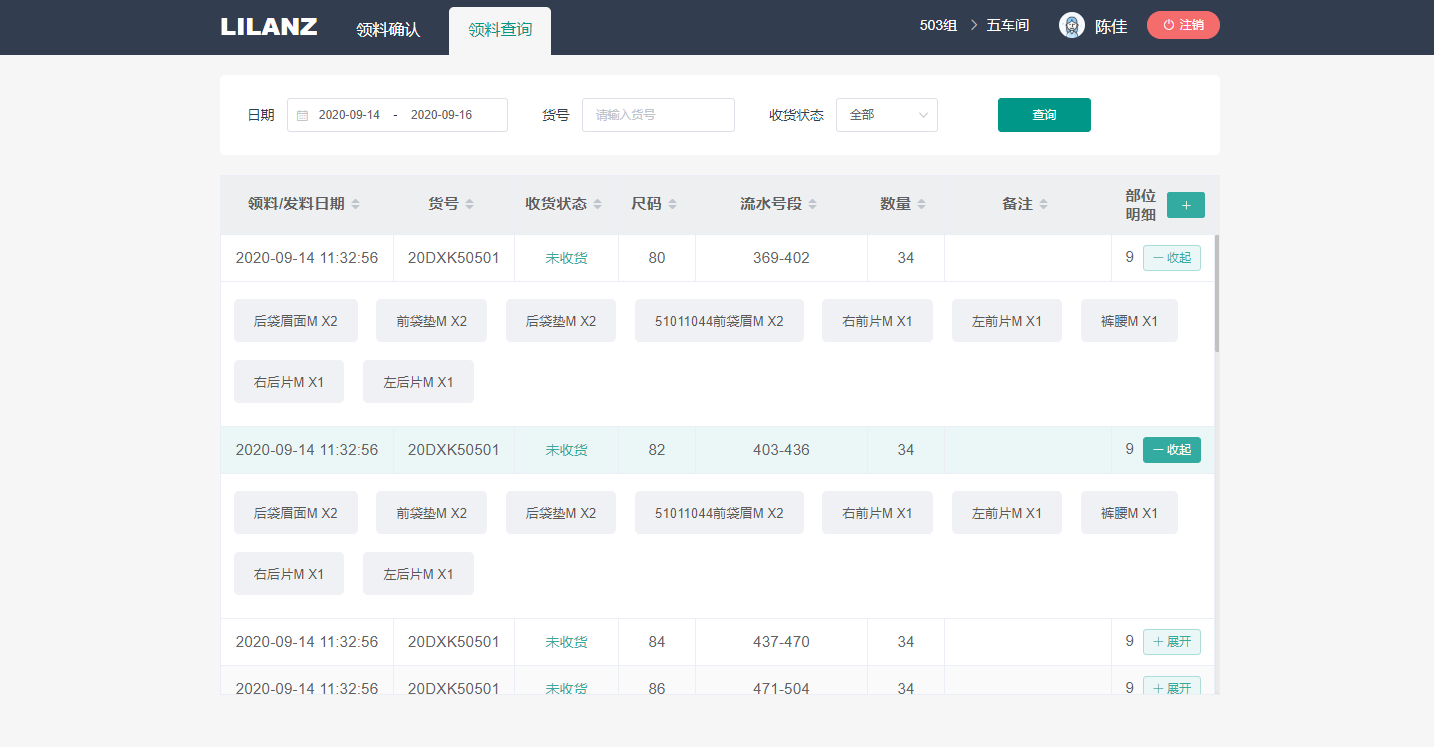 LILANZ 领料确认 领料查询 503组 > 五车间 陈佳 注销
日期 2020-09-14 - 2020-09-16 货号 请输入货号 收货状态 全部 查询
领料/发料日期 货号 收货状态 尺码 流水号段 数量 备注 部位明细 +
2020-09-14 11:32:56 20DXK50501 未收货 80 369-402 34 9 一收起
后袋眉面M X2 前袋垫M X2 后袋垫M X2 51011044前袋眉M X2 右前片M X1 左前片M X1 裤腰M X1
右后片M X1 左后片M X1
2020-09-14 11:32:56 20DXK50501 未收货 82 403-436 34 9 一收起
后袋眉面M X2 前袋垫M X2 后袋垫M X2 51011044前袋眉M X2 右前片M X1 左前片M X1 裤腰M X1
右后片M X1 左后片M X1
2020-09-14 11:32:56 20DXK50501 未收货 84 437-470 34 9 +展开
2020-09-14 11:32:56 20DXK50501 未收货 86 471-504 34 9 +展开